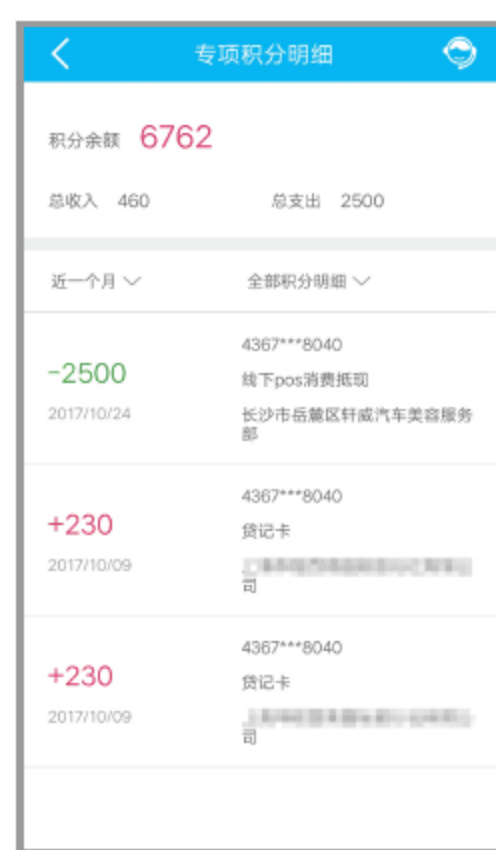 专项积分明细
积分余额 6762
总收入 460 总支出 2500
近一个月 全部积分明细
4367***8040
-2500 线下pos消费抵现
2017/10/24 长沙市岳麓区轩威汽车美容服务
部
4367***8040
+230 贷记卡
2017/10/09
司
4367***8040
+230 贷记卡
2017/10/09
司